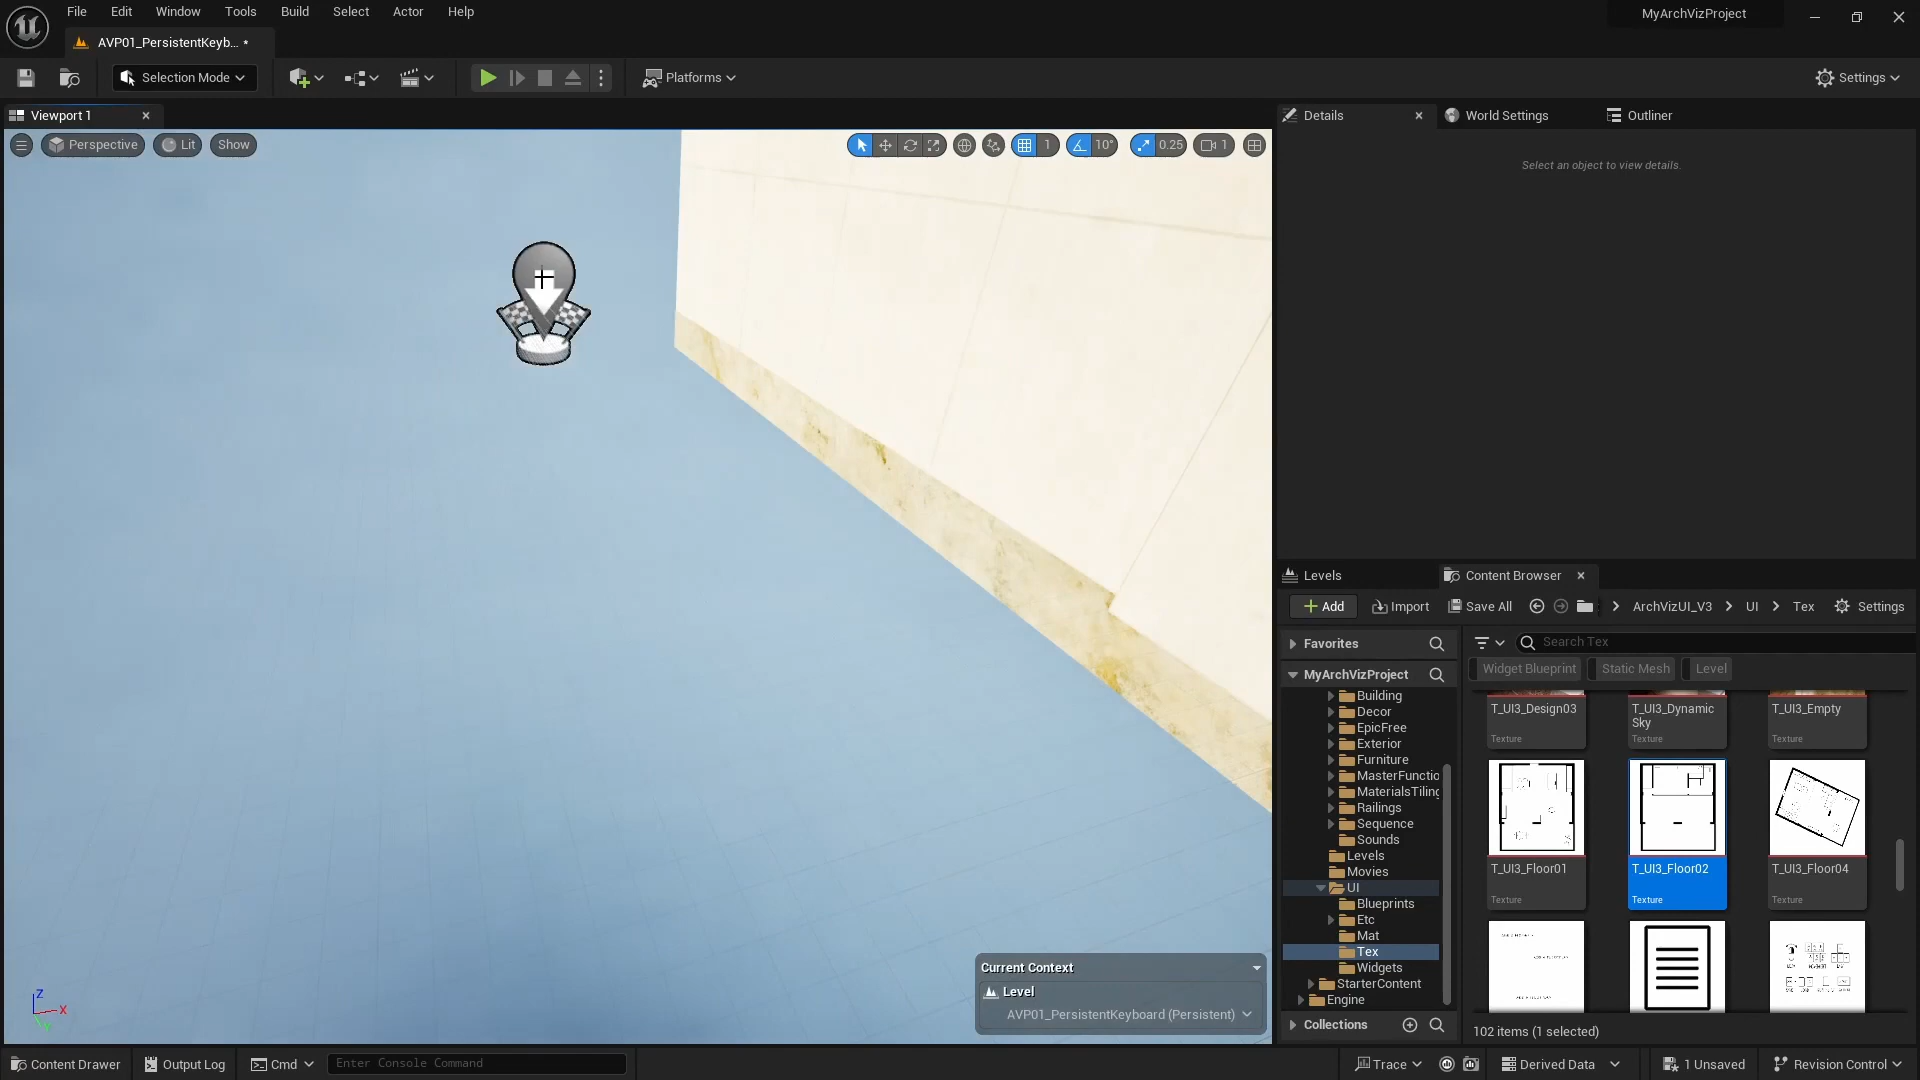 File Edit Window Tools Build Select Actor Help
MyArchVizProject
AVP01_PersistentKeyb... •
Selection Mode
Platforms
Settings
Viewport 1
Perspective Lit Show
1 10° 0.25 1
Details World Settings Outliner
Select an object to view details.
Levels Content Browser
Add Import Save All ArchVizUI_V3 UI Tex Settings
Favorites
Search Tex
Widget Blueprint Static Mesh Level
MyArchVizProject
Building
Decor
EpicFree
Exterior
Furniture
MasterFunctio
MaterialsTiling
Railings
Sequence
Sounds
Levels
Movies
UI
Blueprints
Etc
Mat
Tex
Widgets
StarterContent
Engine
Collections
T_UI3_Design03
Texture
T_UI3_Dynamic
Sky
Texture
T_UI3_Empty
Texture
T_UI3_Floor01
Texture
T_UI3_Floor02
Texture
T_UI3_Floor04
Texture
102 items (1 selected)
Current Context
Level
AVP01_PersistentKeyboard (Persistent)
Z
X
Y
Content Drawer Output Log Cmd Enter Console Command
Trace Derived Data 1 Unsaved Revision Control